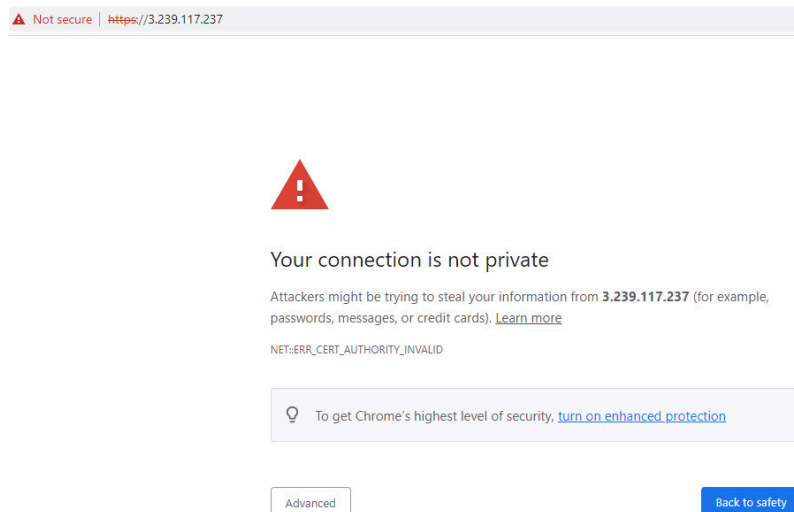 Not secure | https://3.239.117.237
Your connection is not private
Attackers might be trying to steal your information from 3.239.117.237 (for example,
passwords, messages, or credit cards). Learn more
NET::ERR_CERT_AUTHORITY_INVALID
To get Chrome's highest level of security, turn on enhanced protection
Advanced
Back to safety